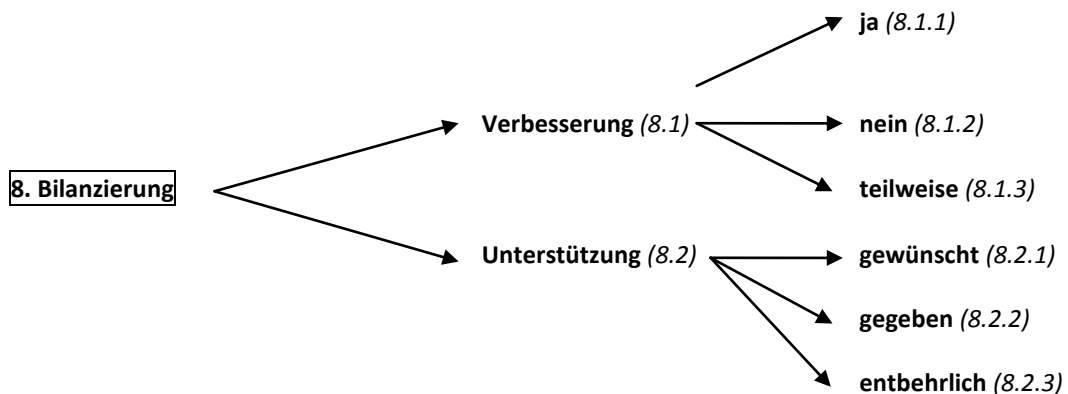 ja (8.1.1)
Verbesserung (8.1)
nein (8.1.2)
8. Bilanzierung
teilweise (8.1.3)
Unterstützung (8.2)
gewünscht (8.2.1)
gegeben (8.2.2)
entbehrlich (8.2.3)